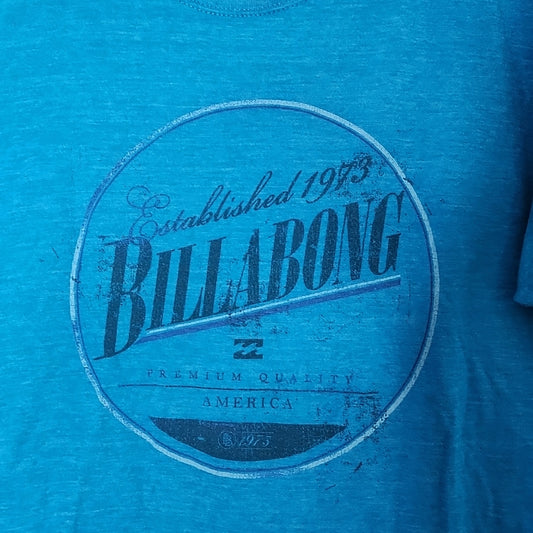 Established 1973
BILLABONG
PREMIUM QUALITY
AMERICA
1973